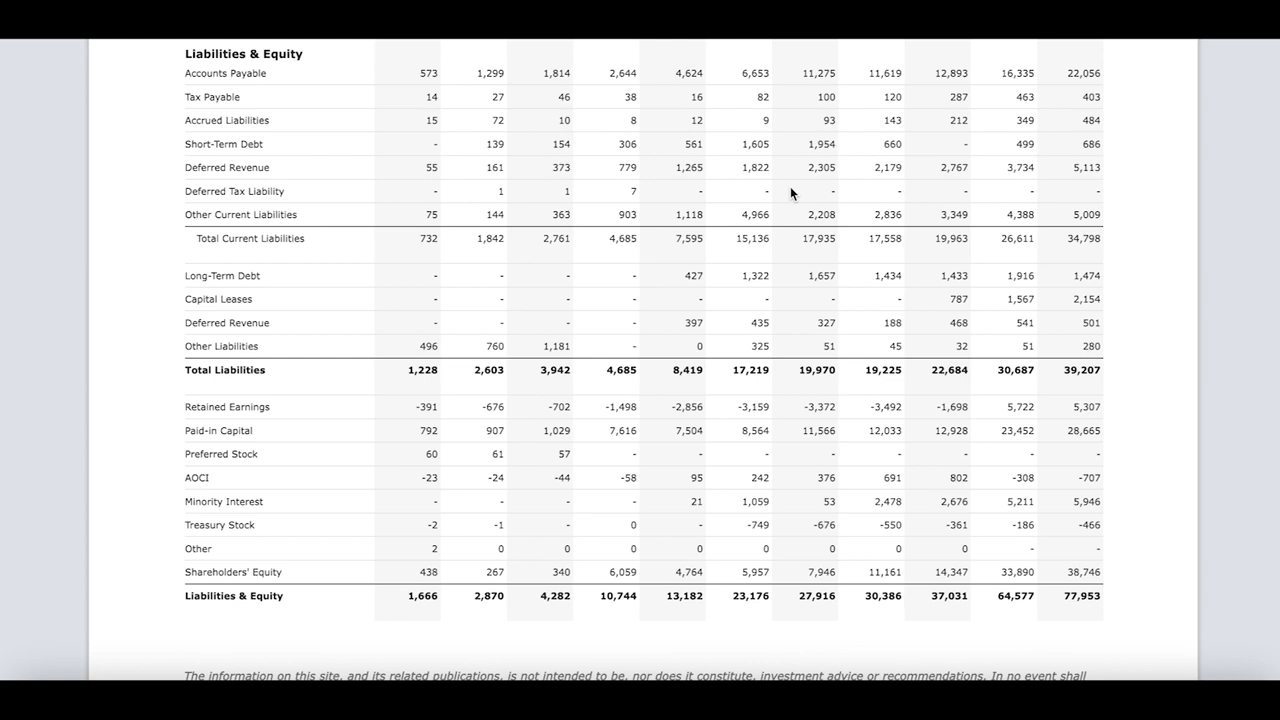 Liabilities & Equity
Accounts Payable 573 1,299 1,814 2,644 4,624 6,653 11,275 11,619 12,893 16,335 22,056
Tax Payable 14 27 46 38 16 82 100 120 287 463 403
Accrued Liabilities 15 72 10 8 12 9 93 143 212 349 484
Short-Term Debt - 139 154 306 561 1,605 1,954 660 - 499 686
Deferred Revenue 55 161 373 779 1,265 1,822 2,305 2,179 2,767 3,734 5,113
Deferred Tax Liability - 1 1 7 - - - - - - -
Other Current Liabilities 75 144 363 903 1,118 4,966 2,208 2,836 3,349 4,388 5,009
Total Current Liabilities 732 1,842 2,761 4,685 7,595 15,136 17,935 17,558 19,963 26,611 34,798
Long-Term Debt - - - - 427 1,322 1,657 1,434 1,433 1,916 1,474
Capital Leases - - - - - - - - 787 1,567 2,154
Deferred Revenue - - - - 397 435 327 188 468 541 501
Other Liabilities 496 760 1,181 - 0 325 51 45 32 51 280
Total Liabilities 1,228 2,603 3,942 4,685 8,419 17,219 19,970 19,225 22,684 30,687 39,207
Retained Earnings -391 -676 -702 -1,498 -2,856 -3,159 -3,372 -3,492 -1,698 5,722 5,307
Paid-in Capital 792 907 1,029 7,616 7,504 8,564 11,566 12,033 12,928 23,452 28,665
Preferred Stock 60 61 57 - - - - - - - -
AOCI -23 -24 -44 -58 95 242 376 691 802 -308 -707
Minority Interest - - - - 21 1,059 53 2,478 2,676 5,211 5,946
Treasury Stock -2 -1 - 0 - -749 -676 -550 -361 -186 -466
Other 2 0 0 0 0 0 0 0 0 - -
Shareholders' Equity 438 267 340 6,059 4,764 5,957 7,946 11,161 14,347 33,890 38,746
Liabilities & Equity 1,666 2,870 4,282 10,744 13,182 23,176 27,916 30,386 37,031 64,577 77,953
The information on this site, and its related publications, is not intended to be, nor does it constitute, investment advice or recommendations. In no event shall